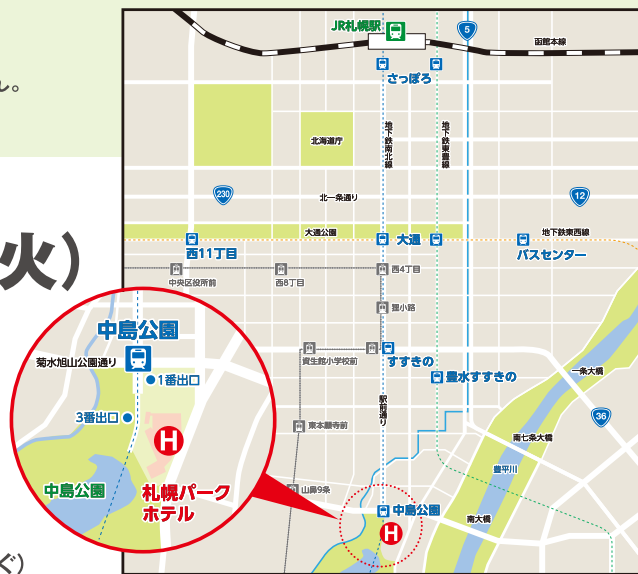 ん。
火）
ぐ）
JR札幌駅
5
函館本線
さっぽろ
地下鉄南北線
地下鉄東豊線
北海道庁
230
北一条通り
12
大通公園
地下鉄東西線
西11丁目
大通
バスセンター
中央区役所前
西8丁目
西4丁目
狸小路
資生館小学校前
すすきの
豊水すすきの
一条大橋
駅前通り
36
東本願寺前
南七条大橋
豊平川
山鼻9条
中島公園
南大橋
H
中島公園
菊水旭山公園通り
1番出口
3番出口
H
中島公園
札幌パーク
ホテル